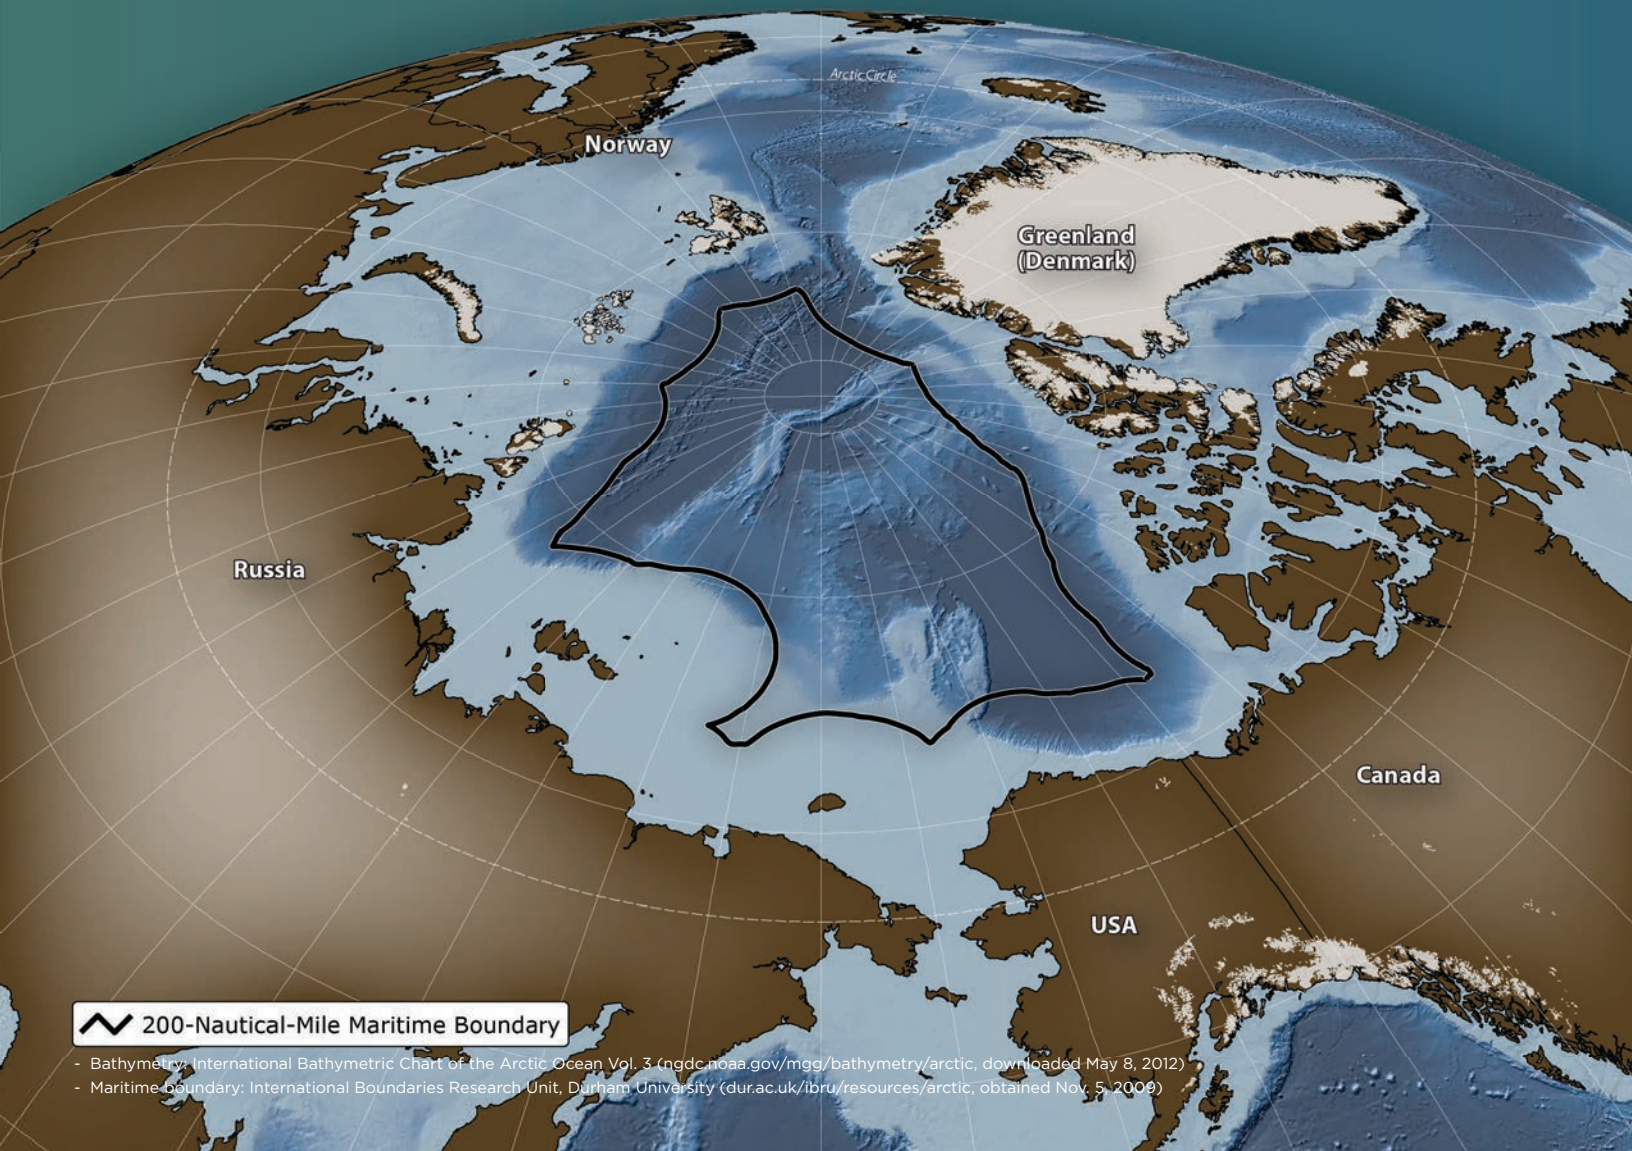 Arctic Circle
Norway
Greenland
(Denmark)
Russia
Canada
USA
200-Nautical-Mile Maritime Boundary
- Bathymetry: International Bathymetric Chart of the Arctic Ocean Vol. 3 (ngdc.noaa.gov/mgg/bathymetry/arctic, downloaded May 8, 2012)
- Maritime boundary: International Boundaries Research Unit, Durham University (dur.ac.uk/ibru/resources/arctic, obtained Nov. 5, 2009)